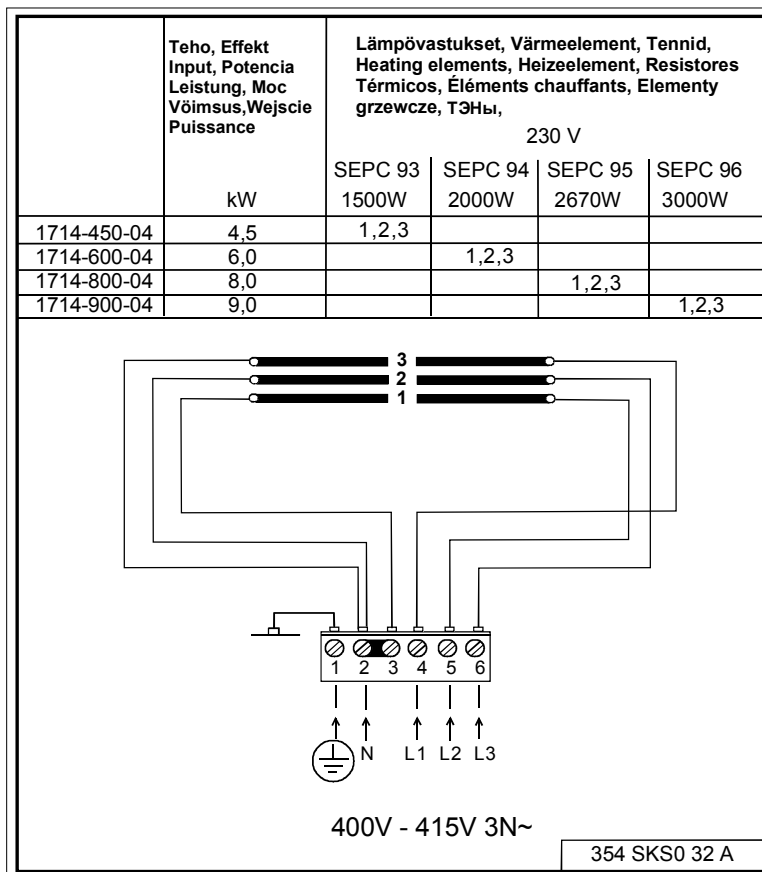 Teho, Effekt
Input, Potencia
Leistung, Moc
Vöimsus,Wejscie
Puissance
kW
Lämpövastukset, Värmeelement, Tennid,
Heating elements, Heizeelement, Resistores
Térmicos, Éléments chauffants, Elementy
grzewcze, ТЭНы,
230 V
SEPC 93 SEPC 94 SEPC 95 SEPC 96
1500W 2000W 2670W 3000W
1714-450-04 4,5 1,2,3
1714-600-04 6,0 1,2,3
1714-800-04 8,0 1,2,3
1714-900-04 9,0 1,2,3
3
2
1
1 2 3 4 5 6
N L1 L2 L3
400V - 415V 3N~
354 SKS0 32 A